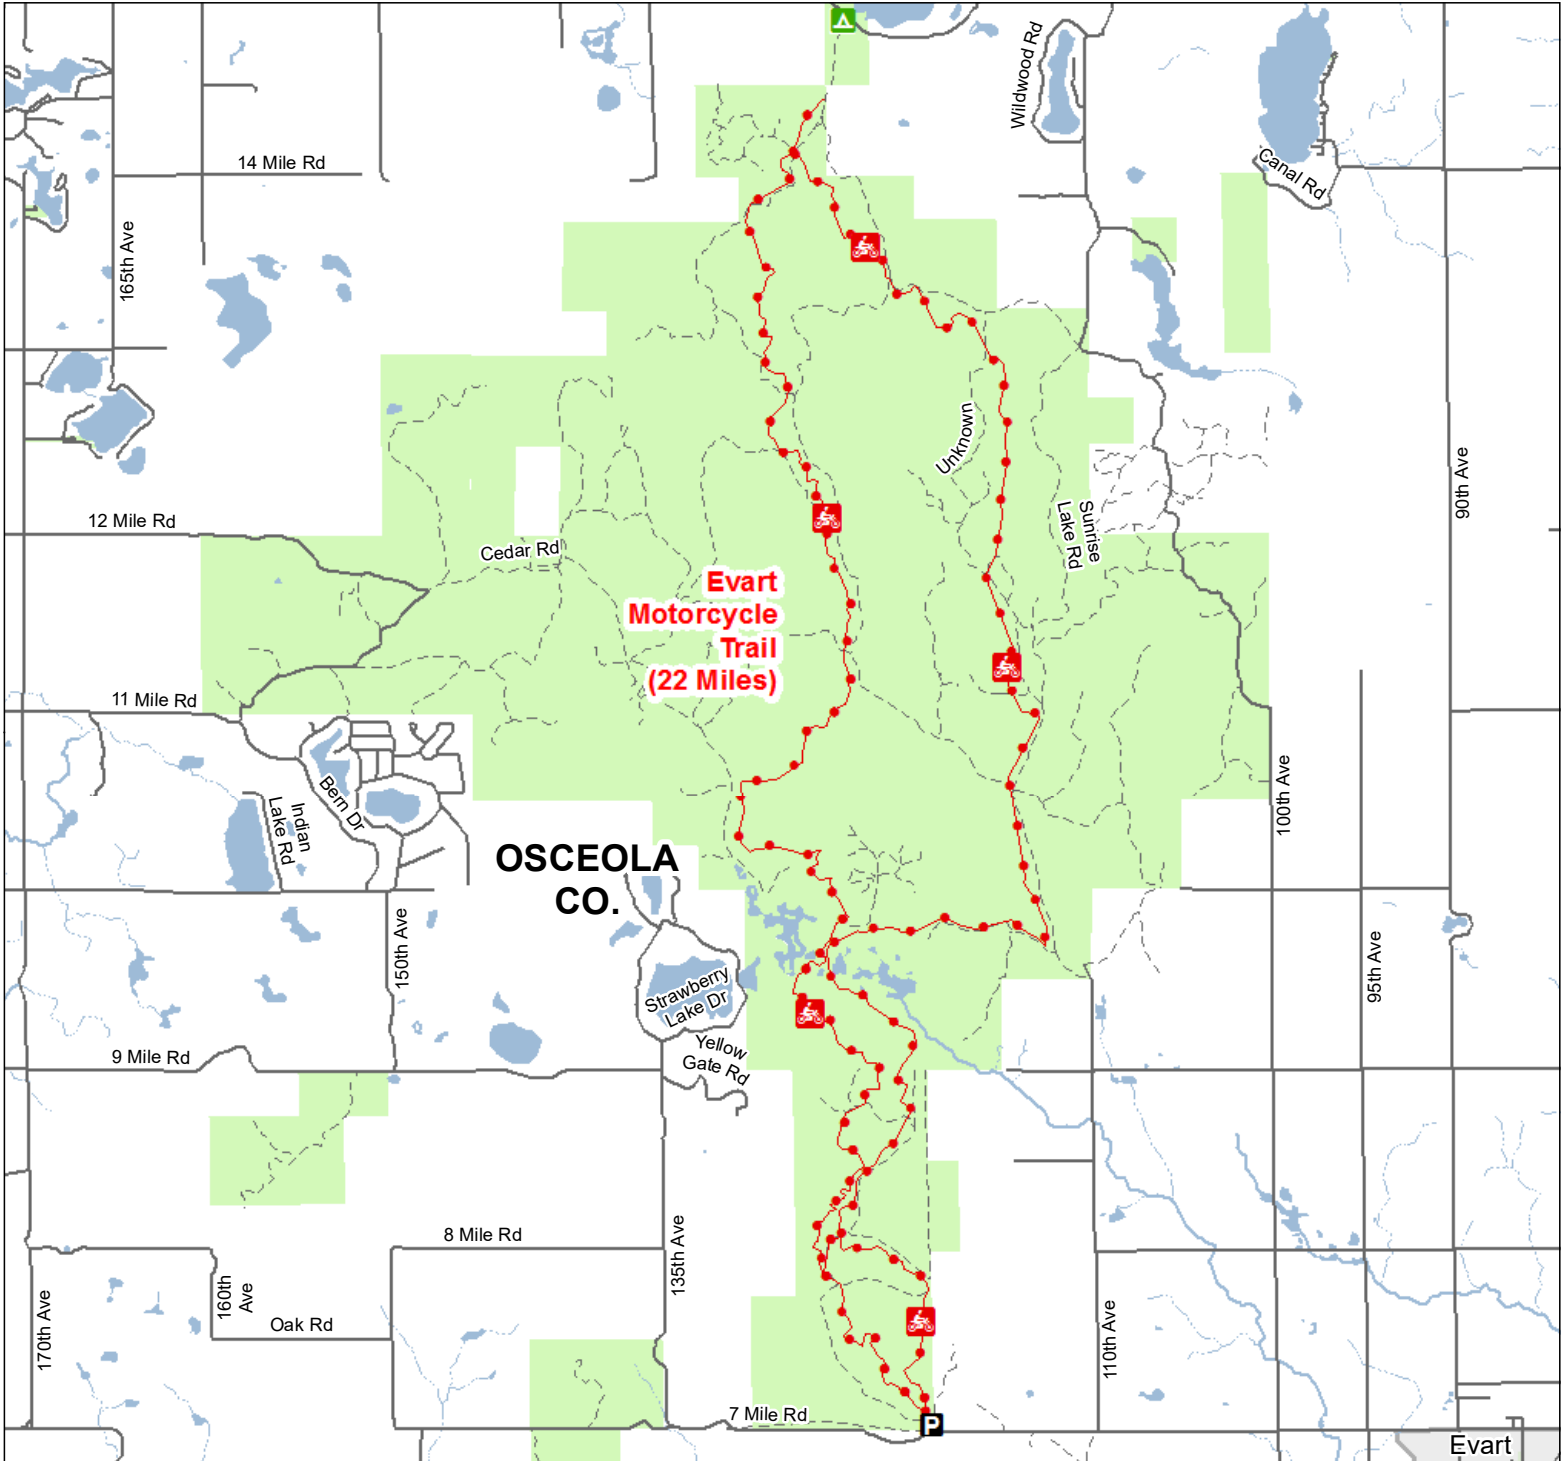 Wildwood Rd
14 Mile Rd
Canal Rd
165th Ave
Unknown
90th Ave
12 Mile Rd
Cedar Rd
Sunrise
Lake Rd
Evart
Motorcycle
Trail
(22 Miles)
11 Mile Rd
Bern Dr
Indian
Lake Rd
100th Ave
OSCEOLA
CO.
150th Ave
95th Ave
Strawberry
Lake Dr
9 Mile Rd
Yellow
Gate Rd
8 Mile Rd
135th Ave
160th
Ave
170th Ave
Oak Rd
110th Ave
7 Mile Rd
P
Evart